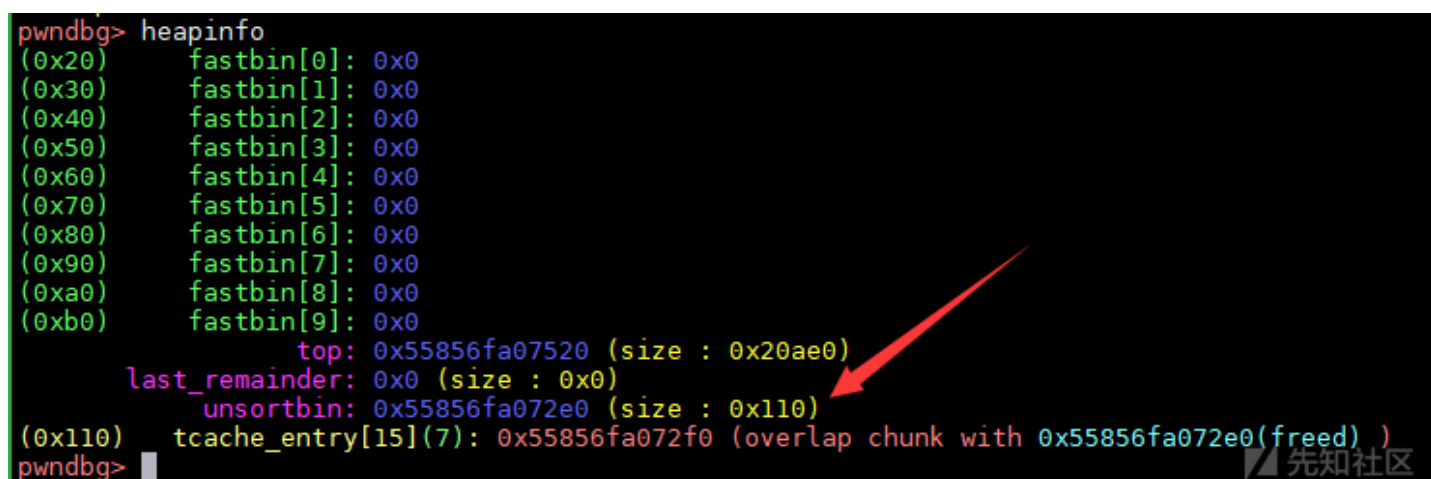 pwndbg> heapinfo
(0x20) fastbin[0]: 0x0
(0x30) fastbin[1]: 0x0
(0x40) fastbin[2]: 0x0
(0x50) fastbin[3]: 0x0
(0x60) fastbin[4]: 0x0
(0x70) fastbin[5]: 0x0
(0x80) fastbin[6]: 0x0
(0x90) fastbin[7]: 0x0
(0xa0) fastbin[8]: 0x0
(0xb0) fastbin[9]: 0x0
top: 0x55856fa07520 (size : 0x20ae0)
last_remainder: 0x0 (size : 0x0)
unsortbin: 0x55856fa072e0 (size : 0x110)
(0x110) tcache_entry[15](7): 0x55856fa072f0 (overlap chunk with 0x55856fa072e0(freed) )
pwndbg>
先知社区